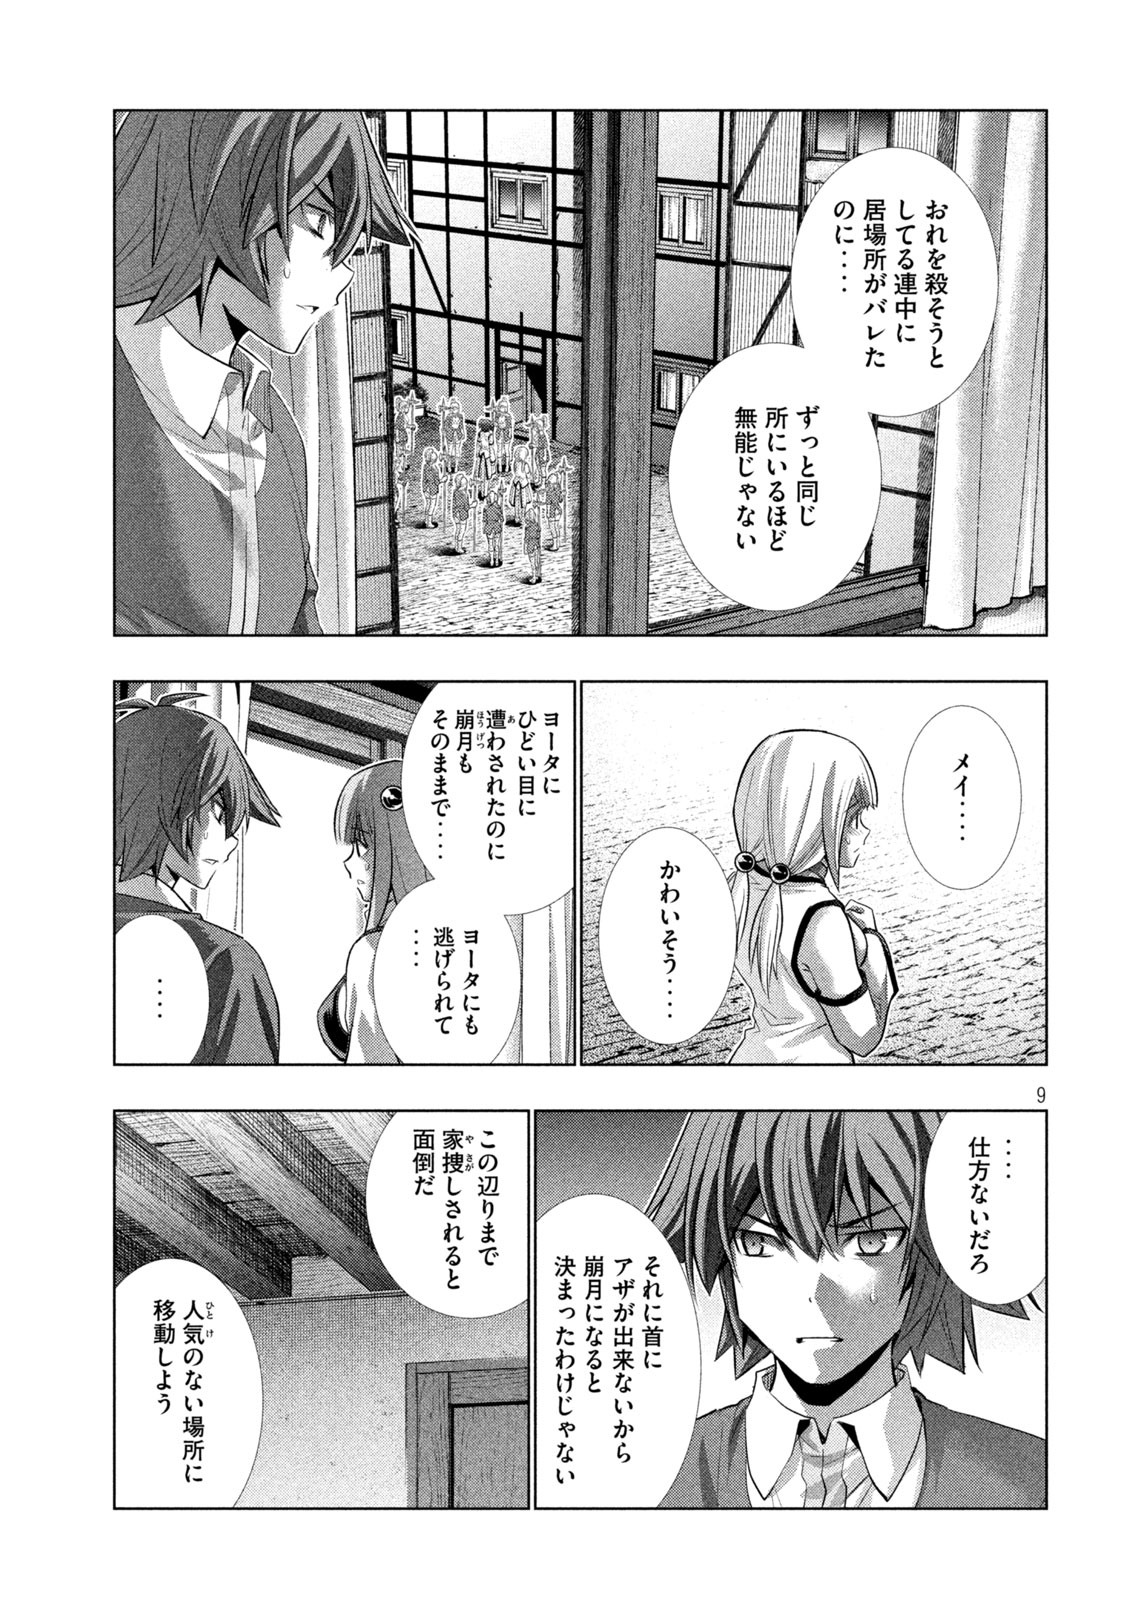 おれを殺そうと
してる連中に
居場所がバレた
のに‥‥
ずっと同じ
所にいるほど
無能じゃない
メイ‥‥
かわいそう‥‥
ヨータに
ひどい目に
遭わされたのに
崩月も
そのままで‥‥
ヨータにも
逃げられて
‥‥
‥‥
‥‥
仕方ないだろ
それに首に
アザが出来ないから
崩月になると
決まったわけじゃない
この辺りまで
家捜しされると
面倒だ
人気のない場所に
移動しよう
9